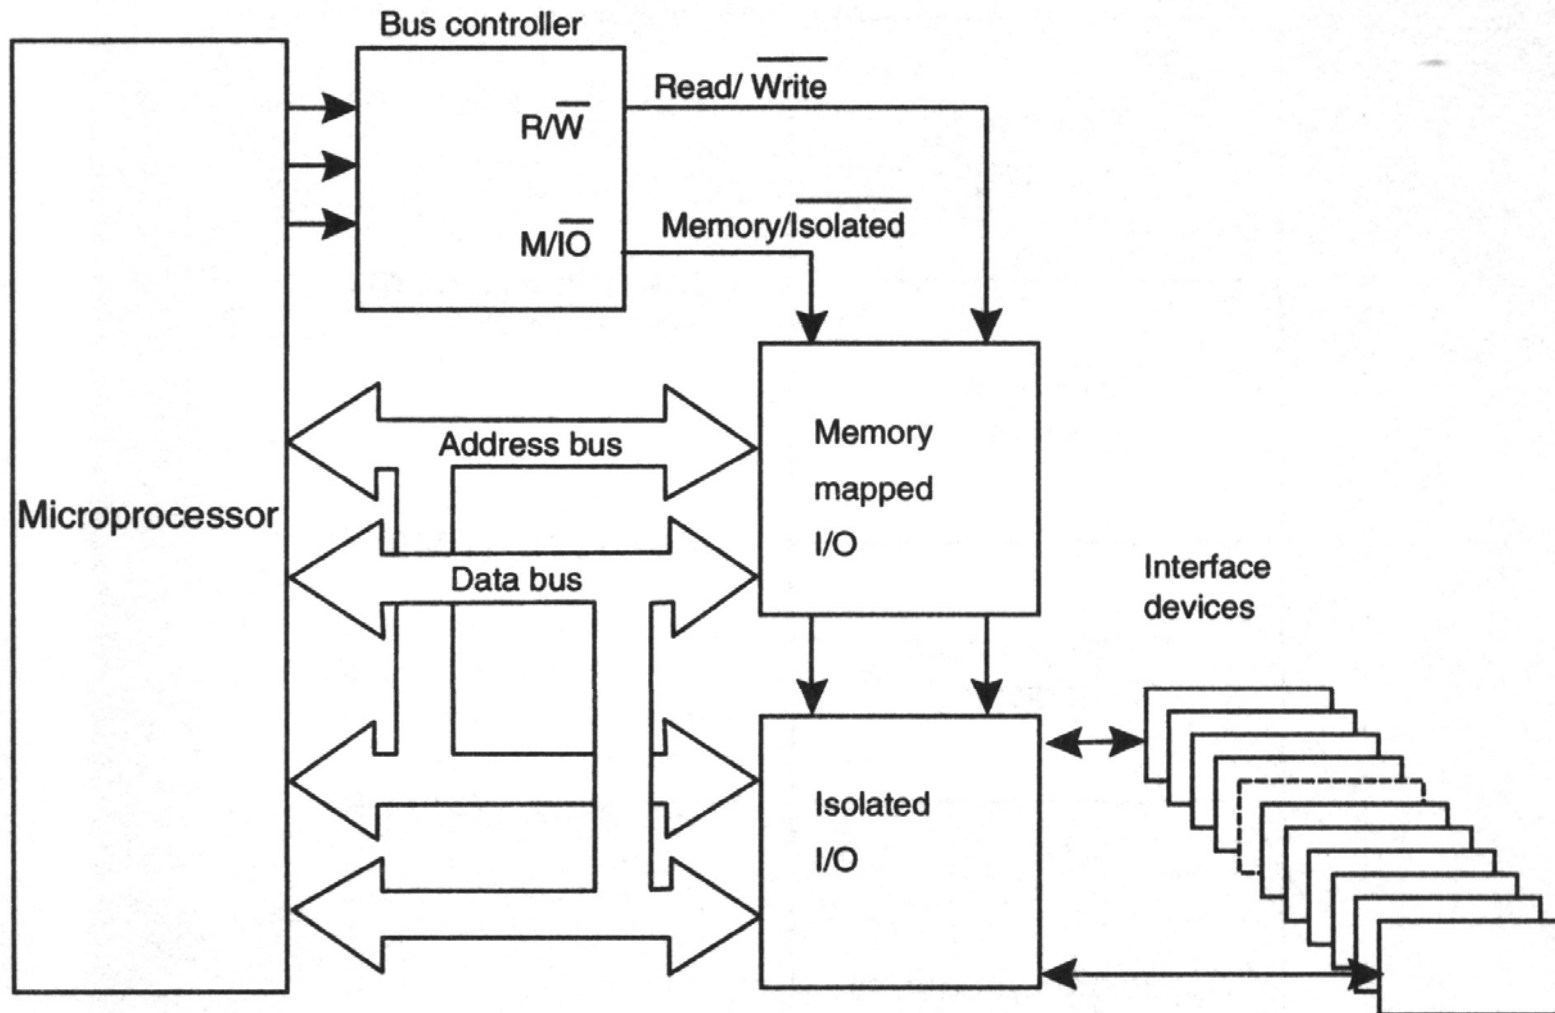 Bus controller
Read/ Write
R/W
Memory/Isolated
M/IO
Address bus
Memory
mapped
I/O
Microprocessor
Data bus
Interface
devices
Isolated
I/O